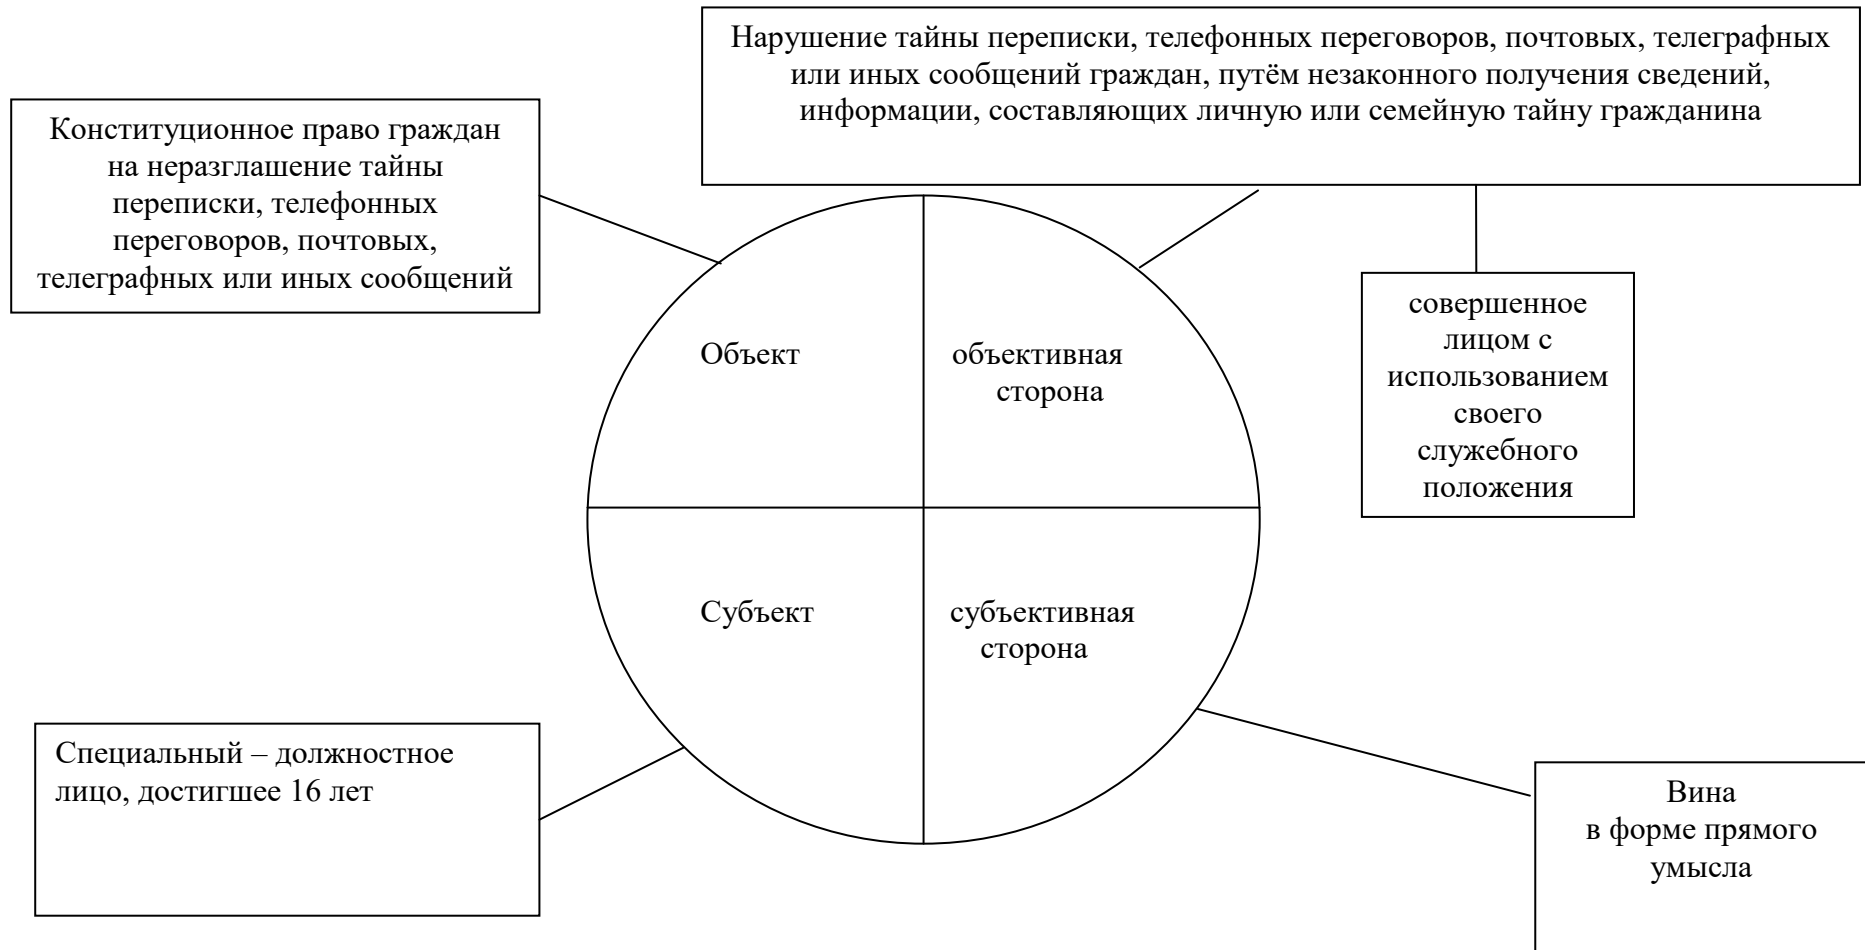 Нарушение тайны переписки, телефонных переговоров, почтовых, телеграфных
или иных сообщений граждан, путём незаконного получения сведений,
информации, составляющих личную или семейную тайну гражданина
Конституционное право граждан
на неразглашение тайны
переписки, телефонных
переговоров, почтовых,
телеграфных или иных сообщений
совершенное
лицом с
использованием
своего
служебного
положения
Объект
объективная
сторона
Субъект
субъективная
сторона
Специальный – должностное
лицо, достигшее 16 лет
Вина
в форме прямого
умысла